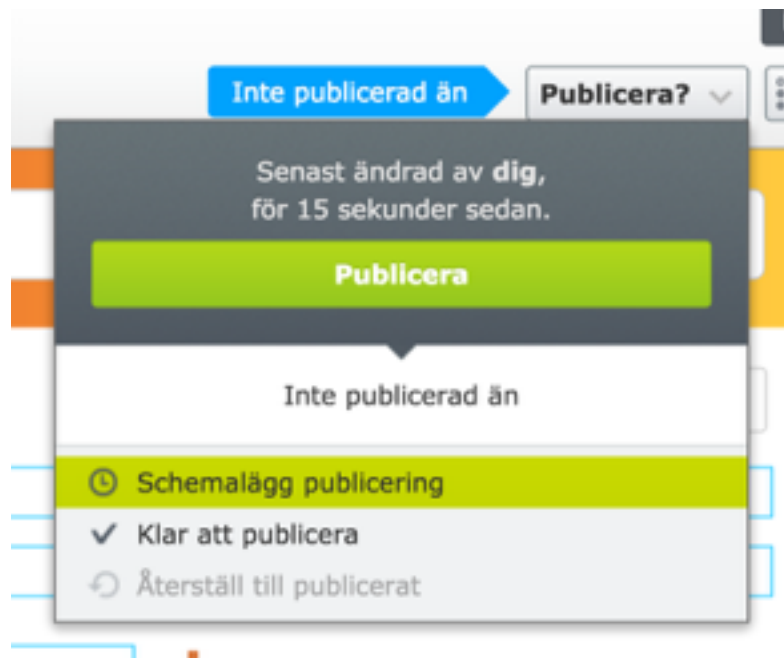 Inte publicerad än
Publicera?
Senast ändrad av dig,
för 15 sekunder sedan.
Publicera
Inte publicerad än
Schemalägg publicering
Klar att publicera
Återställ till publicerat